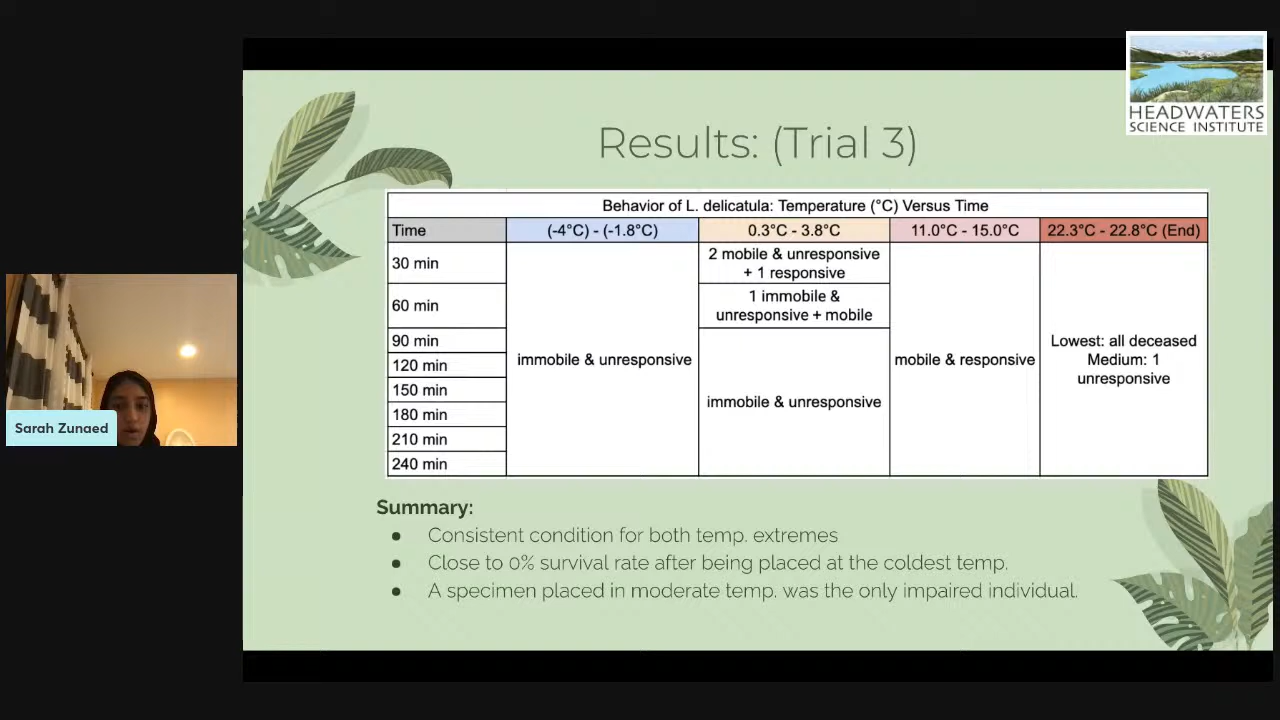 HEADWATERS
SCIENCE INSTITUTE
Results: (Trial 3)
Behavior of L. delicatula: Temperature (°C) Versus Time
Time
(-4°C) - (-1.8°C)
0.3°C - 3.8°C
11.0°C - 15.0°C
22.3°C - 22.8°C (End)
30 min
2 mobile & unresponsive
+ 1 responsive
60 min
1 immobile &
unresponsive + mobile
90 min
120 min
150 min
180 min
210 min
240 min
immobile & unresponsive
immobile & unresponsive
mobile & responsive
Lowest: all deceased
Medium: 1
unresponsive
Sarah Zunaed
Summary:
● Consistent condition for both temp. extremes
● Close to 0% survival rate after being placed at the coldest temp.
● A specimen placed in moderate temp. was the only impaired individual.